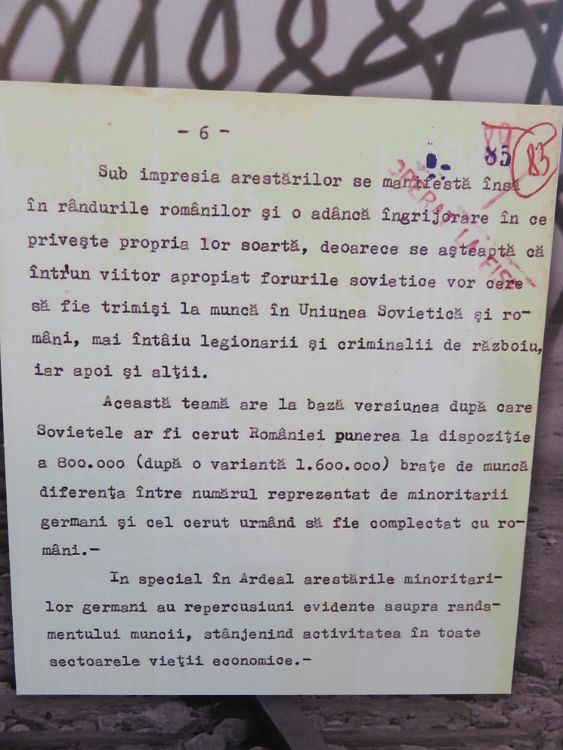 - 6 -
85
83
OPERAT LA FIȘE
Sub impresia arestărilor se manifestă însă
în rândurile românilor şi o adâncă îngrijorare în ce
priveşte propria lor soartă, deoarece se aşteaptă că
într'un viitor apropiat forurile sovietice vor cere
să fie trimişi la muncă în Uniunea Sovietică şi ro-
mâni, mai întâiu legionarii şi criminalii de războiu,
iar apoi şi alţii.
Această teamă are la bază versiunea după care
Sovietele ar fi cerut României punerea la dispoziţie
a 800.000 (după o variantă 1.600.000) braţe de muncă
diferenţa între numărul reprezentat de minoritarii
germani şi cel cerut urmând să fie complectat cu ro-
mâni.-
In special în Ardeal arestările minoritari-
lor germani au repercusiuni evidente asupra randa-
mentului muncii, stânjenind activitatea în toate
sectoarele vieţii economice.-